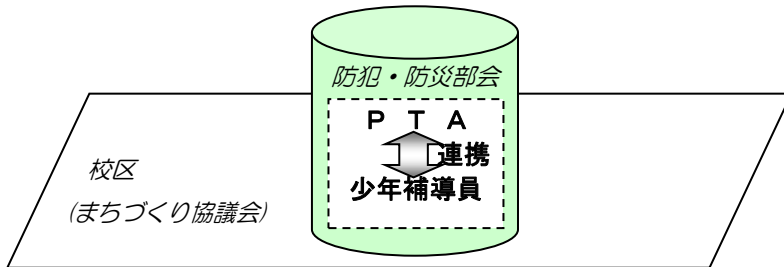 防犯・防災部会
Ｐ Ｔ Ａ
連携
少年補導員
校区
(まちづくり協議会)